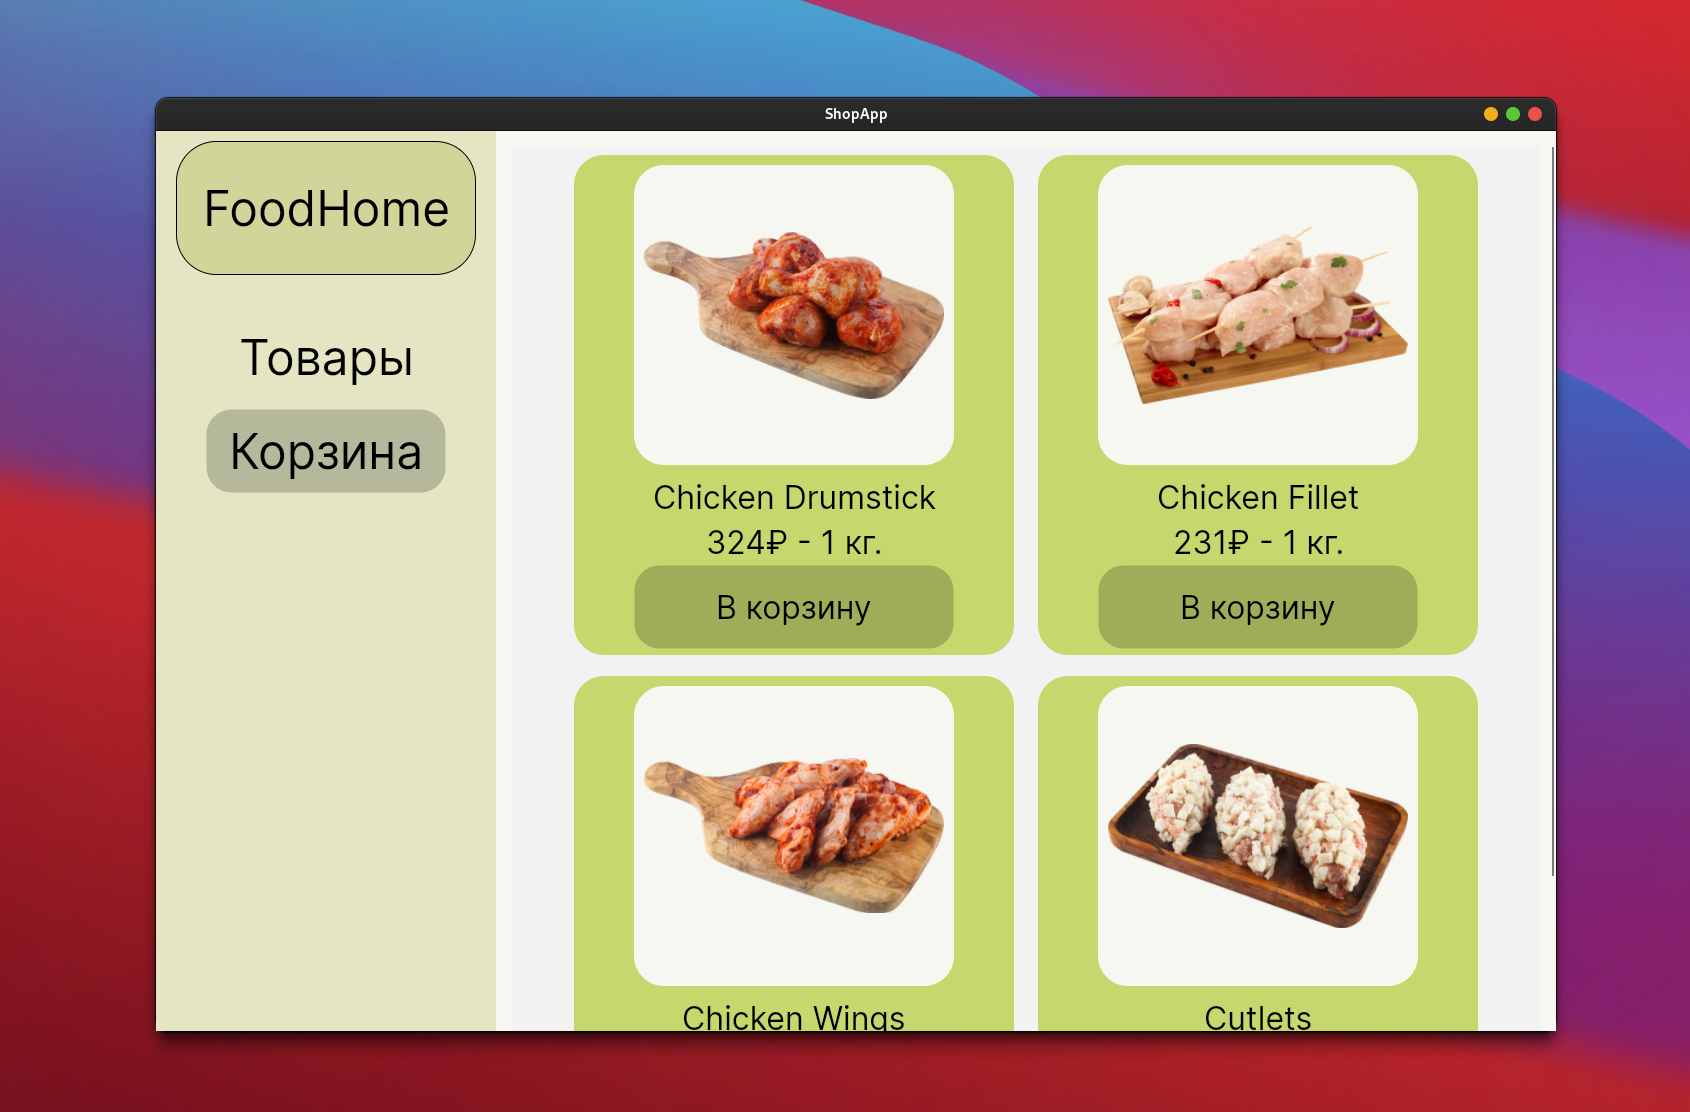 ShopApp
FoodHome
Товары
Корзина
Chicken Drumstick
324₽ - 1 кг.
В корзину
Chicken Fillet
231₽ - 1 кг.
В корзину
Chicken Wings
Cutlets